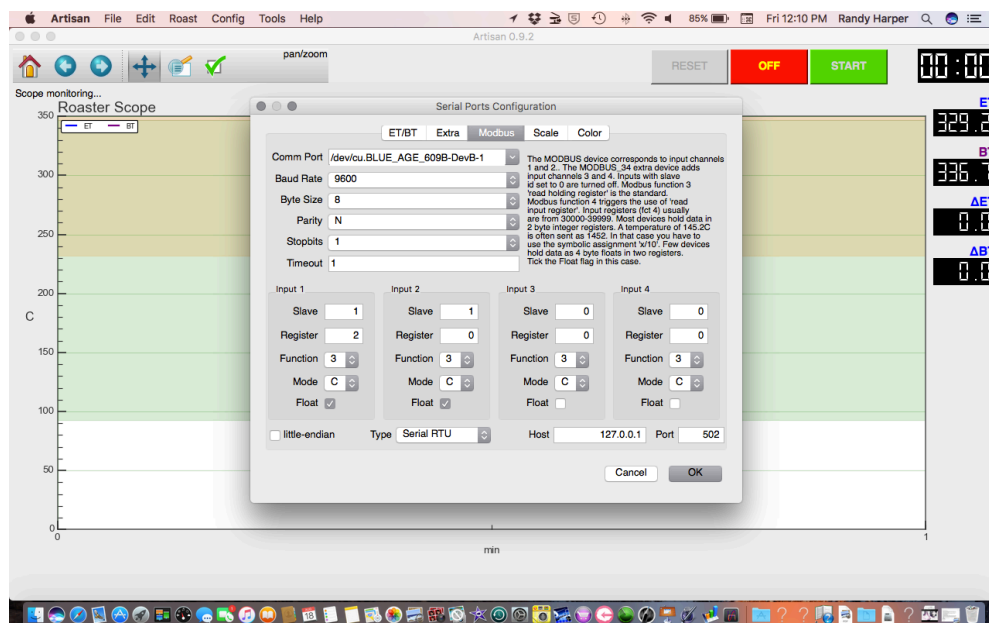 Artisan File Edit Roast Config Tools Help 85% Fri 12:10 PM Randy Harper
Artisan 0.9.2
pan/zoom
RESET OFF START 00:00
Scope monitoring...
Roaster Scope
ET BT
350
300
250
200
150
100
50
0
C
0
1
min
329.2
336.7
0.0
0.0
Serial Ports Configuration
ET/BT Extra Modbus Scale Color
Comm Port /dev/cu.BLUE_AGE_609B-DevB-1
Baud Rate 9600
Byte Size 8
Parity N
Stopbits 1
Timeout 1
The MODBUS device corresponds to input channels
1 and 2.. The MODBUS_34 extra device adds
input channels 3 and 4. Inputs with slave
id set to 0 are turned off. Modbus function 3
'read holding register' is the standard.
Modbus function 4 triggers the use of 'read
input register'. Input registers (fct 4) usually
are from 30000-39999. Most devices hold data in
2 byte integer registers. A temperature of 145.2C
is often sent as 1452. In that case you have to
use the symbolic assignment 'x/10'. Few devices
hold data as 4 byte floats in two registers.
Tick the Float flag in this case.
Input 1 Input 2 Input 3 Input 4
Slave 1 Slave 1 Slave 0 Slave 0
Register 2 Register 0 Register 0 Register 0
Function 3 Function 3 Function 3 Function 3
Mode C Mode C Mode C Mode C
Float Float Float Float
little-endian Type Serial RTU Host 127.0.0.1 Port 502
Cancel OK